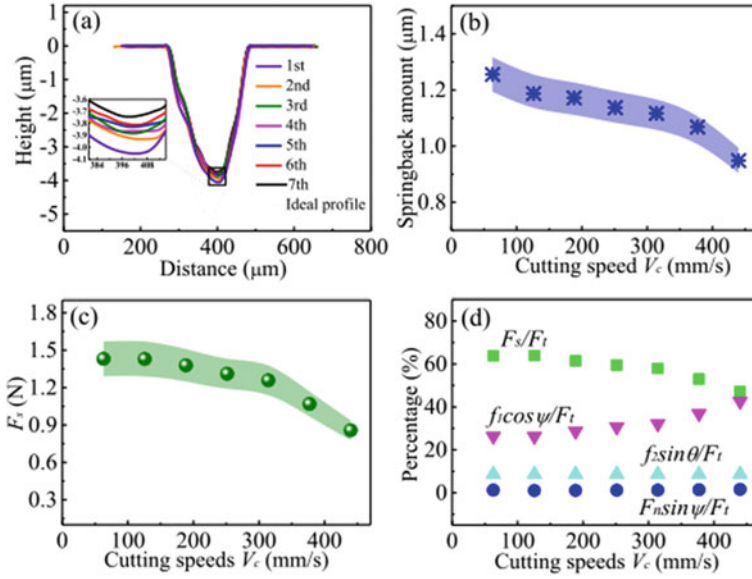 (a)
Height (μm)
0
-1
-2
-3
-4
-5
1st
2nd
3rd
4th
5th
6th
7th
Ideal profile
-3.6
-3.7
-3.8
-3.9
-4.0
-4.1
384 396 408
0 200 400 600 800
Distance (μm)
(b)
Springback amount (μm)
1.4
1.2
1.0
0.8
0 100 200 300 400
Cutting speed Vc (mm/s)
(c)
Fs (N)
1.8
1.5
1.2
0.9
0.6
0.3
0 100 200 300 400
Cutting speeds Vc (mm/s)
(d)
Percentage (%)
80
60
40
20
0
Fs/Ft
f1cosψ/Ft
f2sinθ/Ft
Fnsinψ/Ft
0 100 200 300 400
Cutting speeds Vc (mm/s)